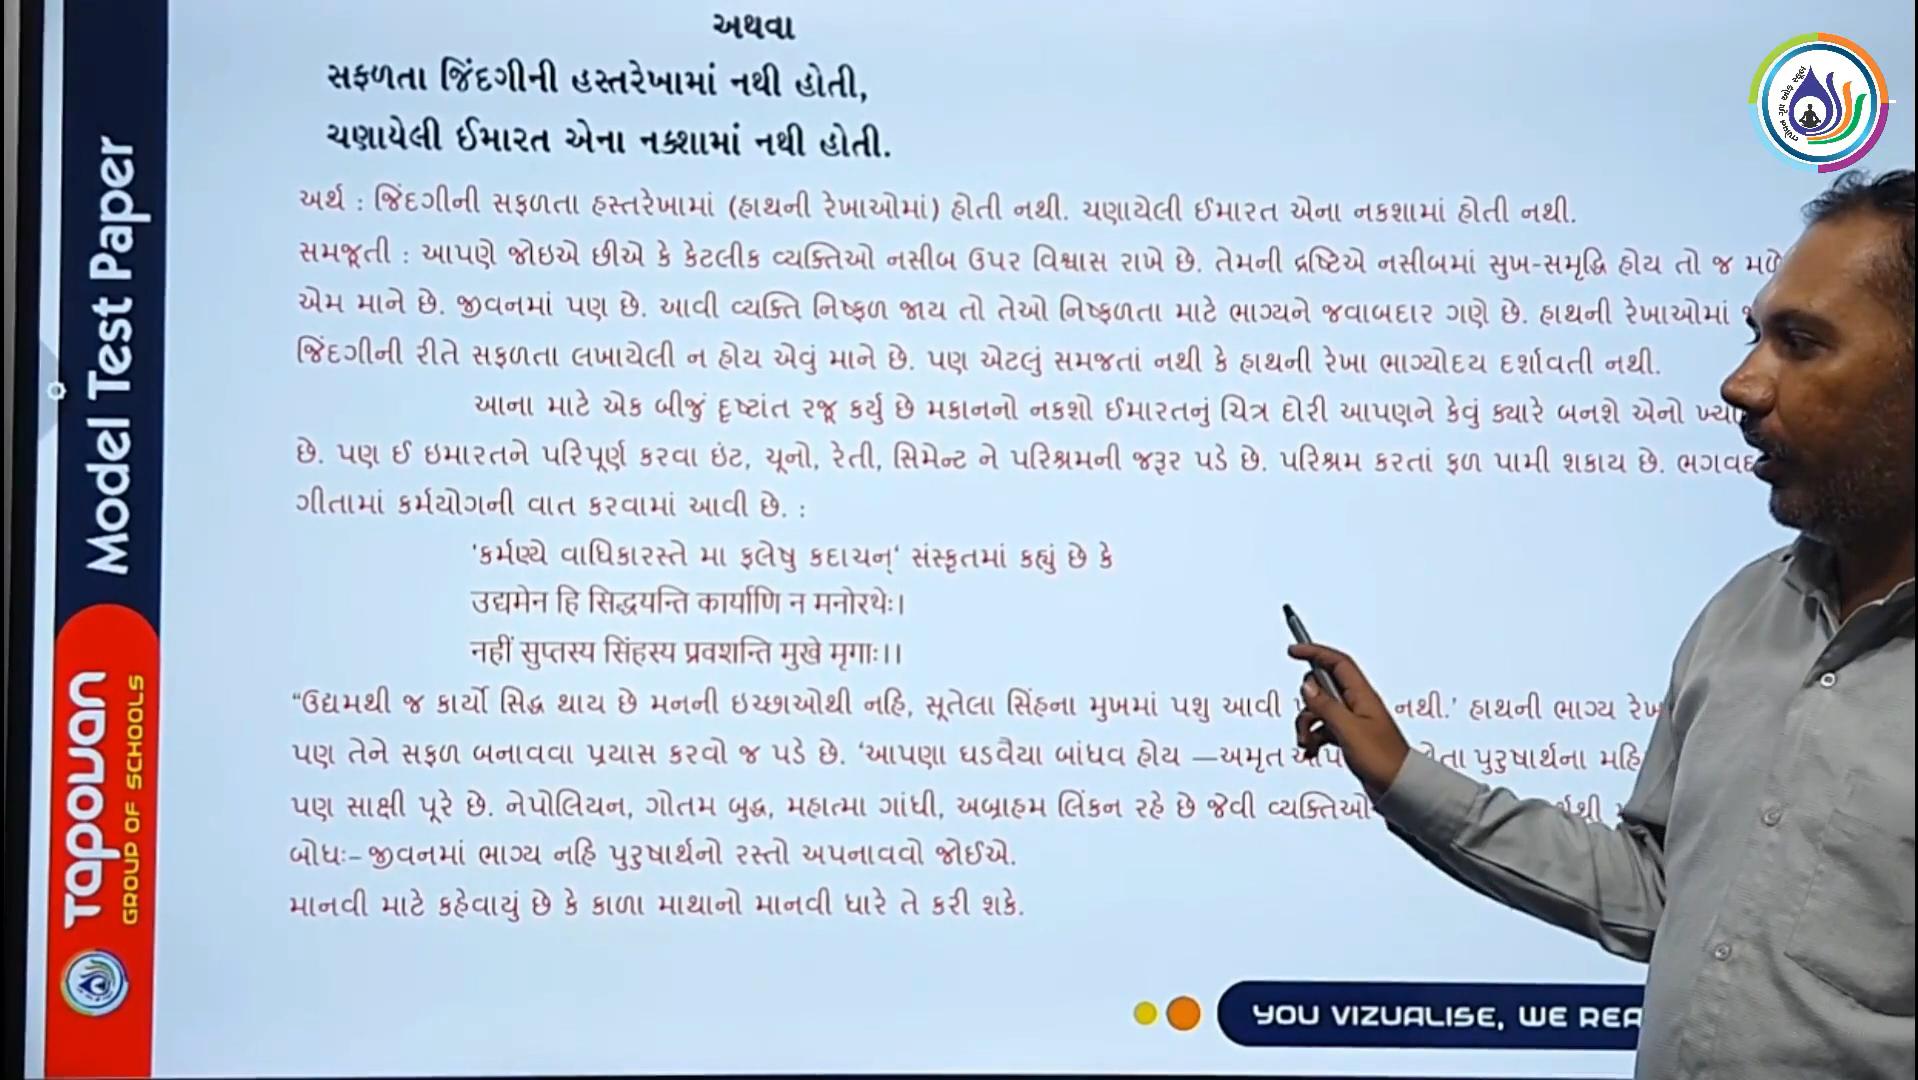 અથવા
સફળતા જિંદગીની હસ્તરેખામાં નથી હોતી,
ચણાયેલી ઈમારત એના નકશામાં નથી હોતી.
અર્થ : જિંદગીની સફળતા હસ્તરેખામાં (હાથની રેખાઓમાં) હોતી નથી. ચણાયેલી ઈમારત એના નકશામાં હોતી નથી.
સમજૂતી : આપણે જોઇએ છીએ કે કેટલીક વ્યક્તિઓ નસીબ ઉપર વિશ્વાસ રાખે છે. તેમની દ્રષ્ટિએ નસીબમાં સુખ-સમૃદ્ધિ હોય તો જ મળે
એમ માને છે. જીવનમાં પણ છે. આવી વ્યક્તિ નિષ્ફળ જાય તો તેઓ નિષ્ફળતા માટે ભાગ્યને જવાબદાર ગણે છે. હાથની રેખાઓમાં
જિંદગીની રીતે સફળતા લખાયેલી ન હોય એવું માને છે. પણ એટલું સમજતાં નથી કે હાથની રેખા ભાગ્યોદય દર્શાવતી નથી.
આના માટે એક બીજું દૃષ્ટાંત રજૂ કર્યુ છે મકાનનો નકશો ઈમારતનું ચિત્ર દોરી આપણને કેવું ક્યારે બનશે એનો
છે. પણ ઈ ઇમારતને પરિપૂર્ણ કરવા ઇંટ, ચૂનો, રેતી, સિમેન્ટ ને પરિશ્રમની જરૂર પડે છે. પરિશ્રમ કરતાં ફળ પામી શકાય છે. ભગવદ
ગીતામાં કર્મયોગની વાત કરવામાં આવી છે. :
'કર્મણ્યે વાધિકારસ્તે મા ફલેષુ કદાચન્' સંસ્કૃતમાં કહ્યું છે કે
उद्यमेन हि सिद्धयन्ति कार्याणि न मनोरथेः।
नहीं सुप्तस्य सिंहस्य प्रवशन्ति मुखे मृगाः।।
“ઉદ્યમથી જ કાર્યો સિદ્ધ થાય છે મનની ઇચ્છાઓથી નહિ, સૂતેલા સિંહના મુખમાં પશુ આવી નથી.' હાથની ભાગ્ય
પણ તેને સફળ બનાવવા પ્રયાસ કરવો જ પડે છે. 'આપણા ઘડવૈયા બાંધવ હોય –અમૃત પુરુષાર્થના
પણ સાક્ષી પૂરે છે. નેપોલિયન, ગોતમ બુદ્ધ, મહાત્મા ગાંધી, અબ્રાહમ લિંકન રહે છે જેવી
બોધઃ– જીવનમાં ભાગ્ય નહિ પુરુષાર્થનો રસ્તો અપનાવવો જોઈએ.
માનવી માટે કહેવાયું છે કે કાળા માથાનો માનવી ધારે તે કરી શકે.
YOU VIZUALISE, WE
Model Test Paper
Tapovan
GROUP OF SCHOOLS